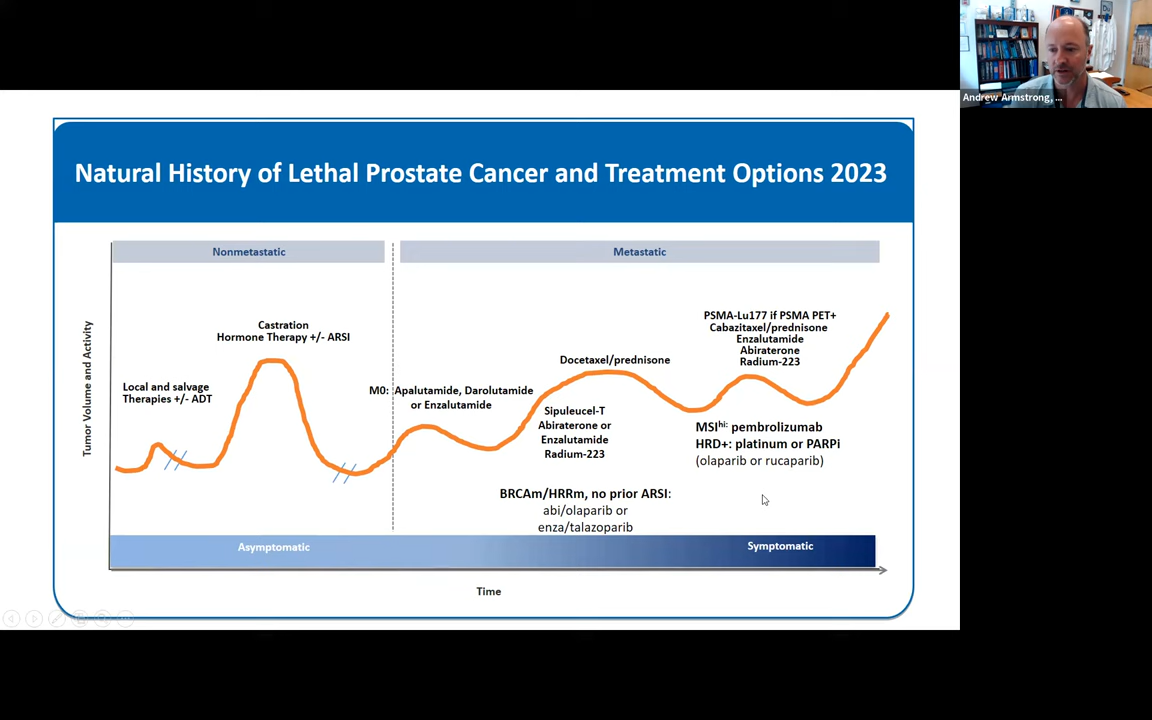 Andrew Armstrong, ...
Natural History of Lethal Prostate Cancer and Treatment Options 2023
Nonmetastatic
Metastatic
Tumor Volume and Activity
Local and salvage
Therapies +/- ADT
Castration
Hormone Therapy +/- ARSI
M0: Apalutamide, Darolutamide
or Enzalutamide
Docetaxel/prednisone
Sipuleucel-T
Abiraterone or
Enzalutamide
Radium-223
PSMA-Lu177 if PSMA PET+
Cabazitaxel/prednisone
Enzalutamide
Abiraterone
Radium-223
MSIhi: pembrolizumab
HRD+: platinum or PARPi
(olaparib or rucaparib)
BRCAm/HRRm, no prior ARSI:
abi/olaparib or
enza/talazoparib
Asymptomatic
Symptomatic
Time